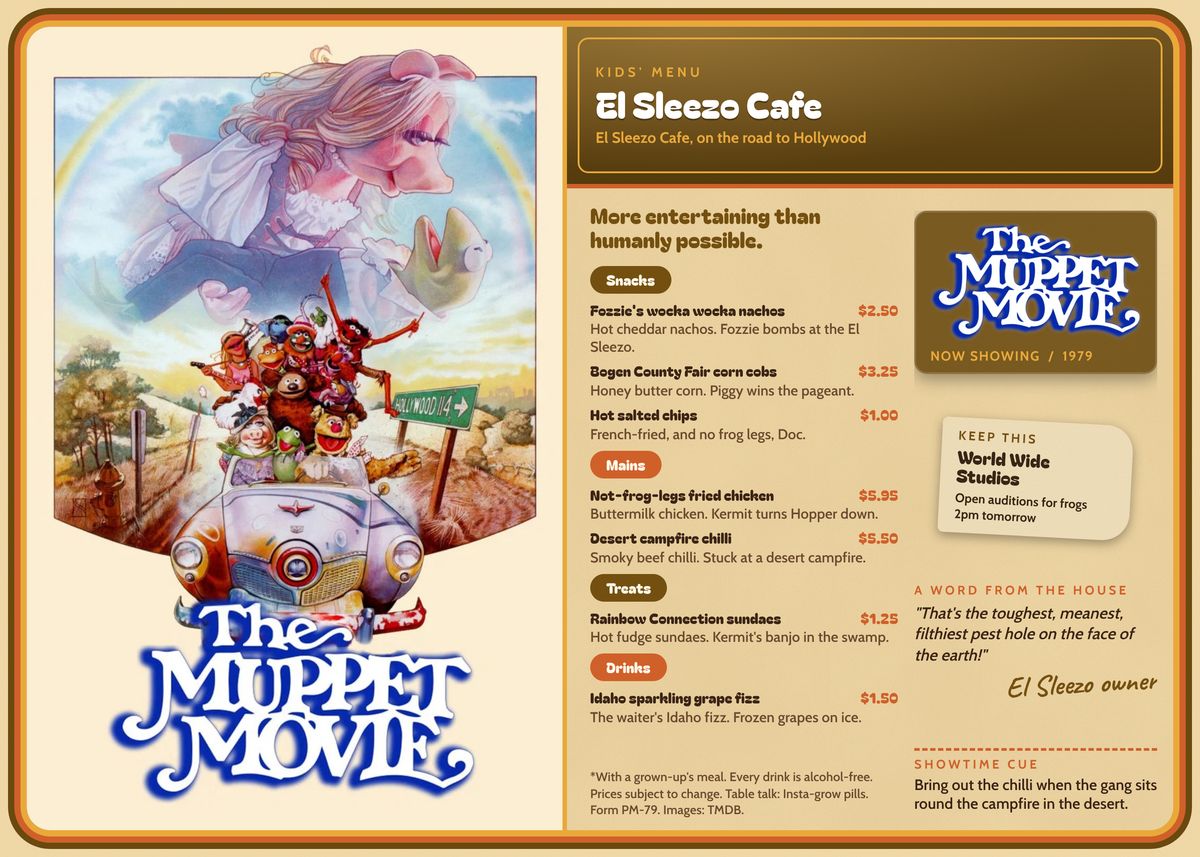 HOLLYWOOD 11/4
The
MUPPET
MOVIE
KIDS' MENU
El Sleezo Cafe
El Sleezo Cafe, on the road to Hollywood
More entertaining than
humanly possible.
Snacks
Fozzie's wocka wocka nachos $2.50
Hot cheddar nachos. Fozzie bombs at the El
Sleezo.
Bogen County Fair corn cobs $3.25
Honey butter corn. Piggy wins the pageant.
Hot salted chips $1.00
French-fried, and no frog legs, Doc.
Mains
Not-frog-legs fried chicken $5.95
Buttermilk chicken. Kermit turns Hopper down.
Desert campfire chilli $5.50
Smoky beef chilli. Stuck at a desert campfire.
Treats
Rainbow Connection sundaes $1.25
Hot fudge sundaes. Kermit's banjo in the swamp.
Drinks
Idaho sparkling grape fizz $1.50
The waiter's Idaho fizz. Frozen grapes on ice.
*With a grown-up's meal. Every drink is alcohol-free.
Prices subject to change. Table talk: Insta-grow pills.
Form PM-79. Images: TMDB.
The
MUPPET
MOVIE
NOW SHOWING / 1979
KEEP THIS
World Wide
Studios
Open auditions for frogs
2pm tomorrow
A WORD FROM THE HOUSE
"That's the toughest, meanest,
filthiest pest hole on the face of
the earth!"
El Sleezo owner
SHOWTIME CUE
Bring out the chilli when the gang sits
round the campfire in the desert.